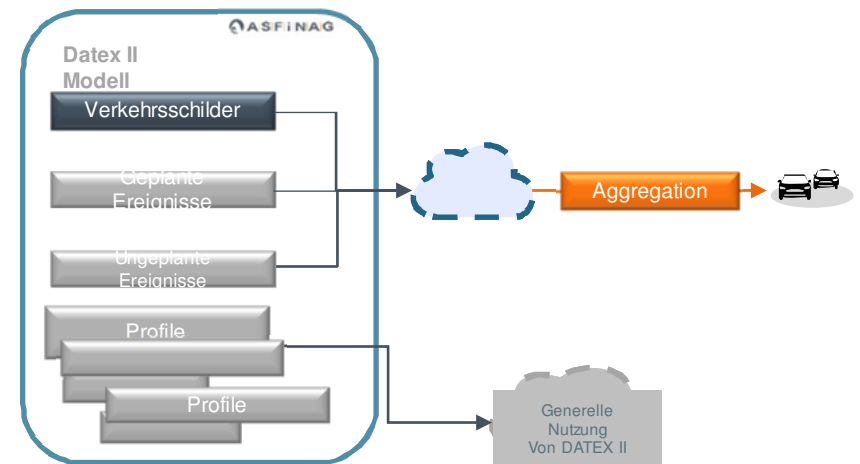 ASFiNAG
Datex II
Modell
Verkehrsschilder
Geplante
Ereignisse
Ungeplante
Ereignisse
Aggregation
Profile
Profile
Generelle
Nutzung
Von DATEX II